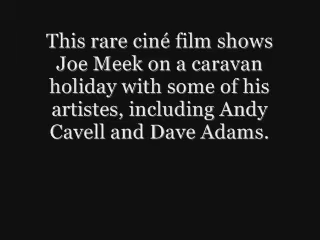 This rare ciné film shows
Joe Meek on a caravan
holiday with some of his
artistes, including Andy
Cavell and Dave Adams.